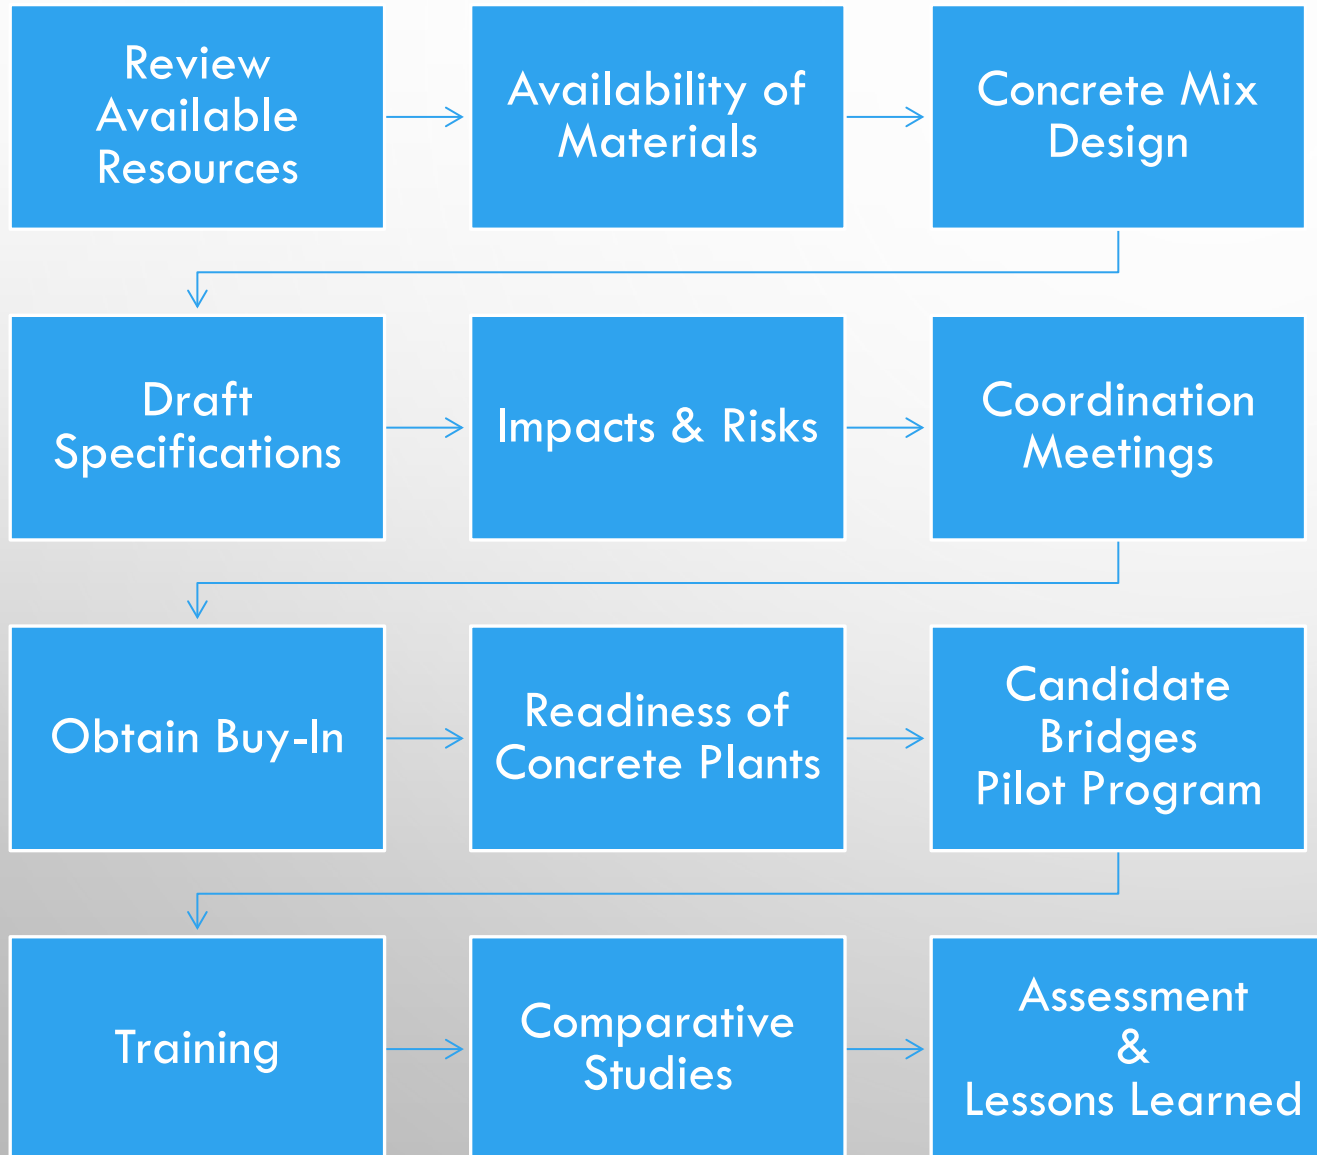 Review
Available
Resources
Availability of
Materials
Concrete Mix
Design
Draft
Specifications
Impacts & Risks
Coordination
Meetings
Obtain Buy-In
Readiness of
Concrete Plants
Candidate
Bridges
Pilot Program
Training
Comparative
Studies
Assessment
&
Lessons Learned